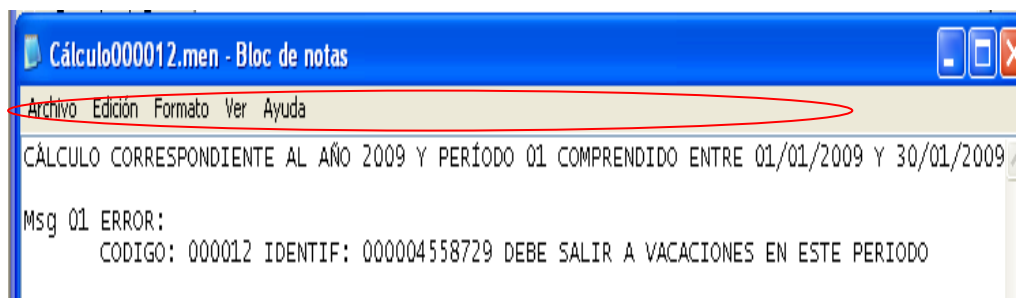 Cálculo000012.men - Bloc de notas
Archivo Edición Formato Ver Ayuda
CÁLCULO CORRESPONDIENTE AL AÑO 2009 Y PERÍODO 01 COMPRENDIDO ENTRE 01/01/2009 Y 30/01/2009
Msg 01 ERROR:
CODIGO: 000012 IDENTIF: 000004558729 DEBE SALIR A VACACIONES EN ESTE PERIODO